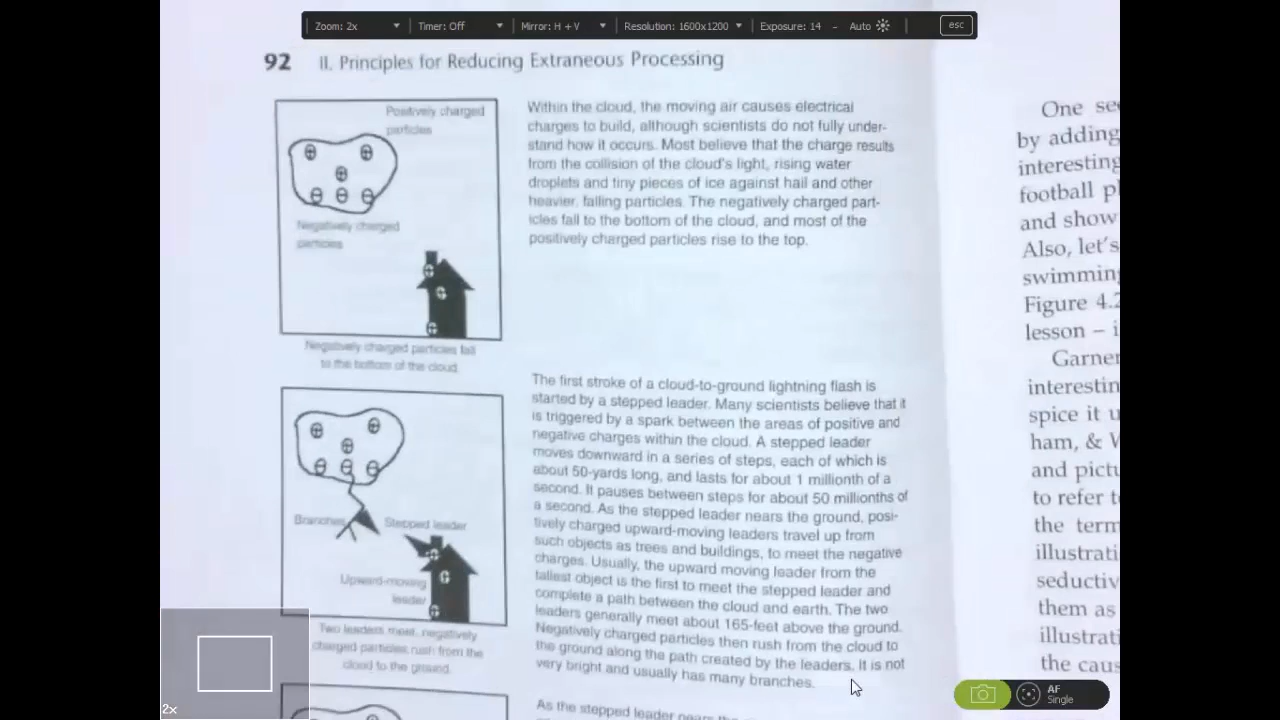 Zoom: 2x
Timer: Off
Mirror: H + V
Resolution: 1600x1200
Exposure: 14 - Auto
esc
92 II. Principles for Reducing Extraneous Processing
Positively charged
particles
Negatively charged
particles
Negatively charged particles fall
to the bottom of the cloud.
Within the cloud, the moving air causes electrical
charges to build, although scientists do not fully under-
stand how it occurs. Most believe that the charge results
from the collision of the cloud's light, rising water
droplets and tiny pieces of ice against hail and other
heavier, falling particles. The negatively charged part-
icles fall to the bottom of the cloud, and most of the
positively charged particles rise to the top.
Branches
Stepped leader
Upward-moving
leader
Two leaders meet, negatively
charged particles rush from the
cloud to the ground.
The first stroke of a cloud-to-ground lightning flash is
started by a stepped leader. Many scientists believe that it
is triggered by a spark between the areas of positive and
negative charges within the cloud. A stepped leader
moves downward in a series of steps, each of which is
about 50-yards long, and lasts for about 1 millionth of a
second. It pauses between steps for about 50 millionths of
a second. As the stepped leader nears the ground, posi-
tively charged upward-moving leaders travel up from
such objects as trees and buildings, to meet the negative
charges. Usually, the upward moving leader from the
tallest object is the first to meet the stepped leader and
complete a path between the cloud and earth. The two
leaders generally meet about 165-feet above the ground.
Negatively charged particles then rush from the cloud to
the ground along the path created by the leaders. It is not
very bright and usually has many branches.
As the stepped leader nears the
One see
by adding
interesting
football pl
and show
Also, let's
swimming
Figure 4.2
lesson – i
Garner
interestin
spice it u
ham, & W
and pictu
to refer to
the term
illustrati
seductiv
them as
illustrati
the caus
2x
AF
Single